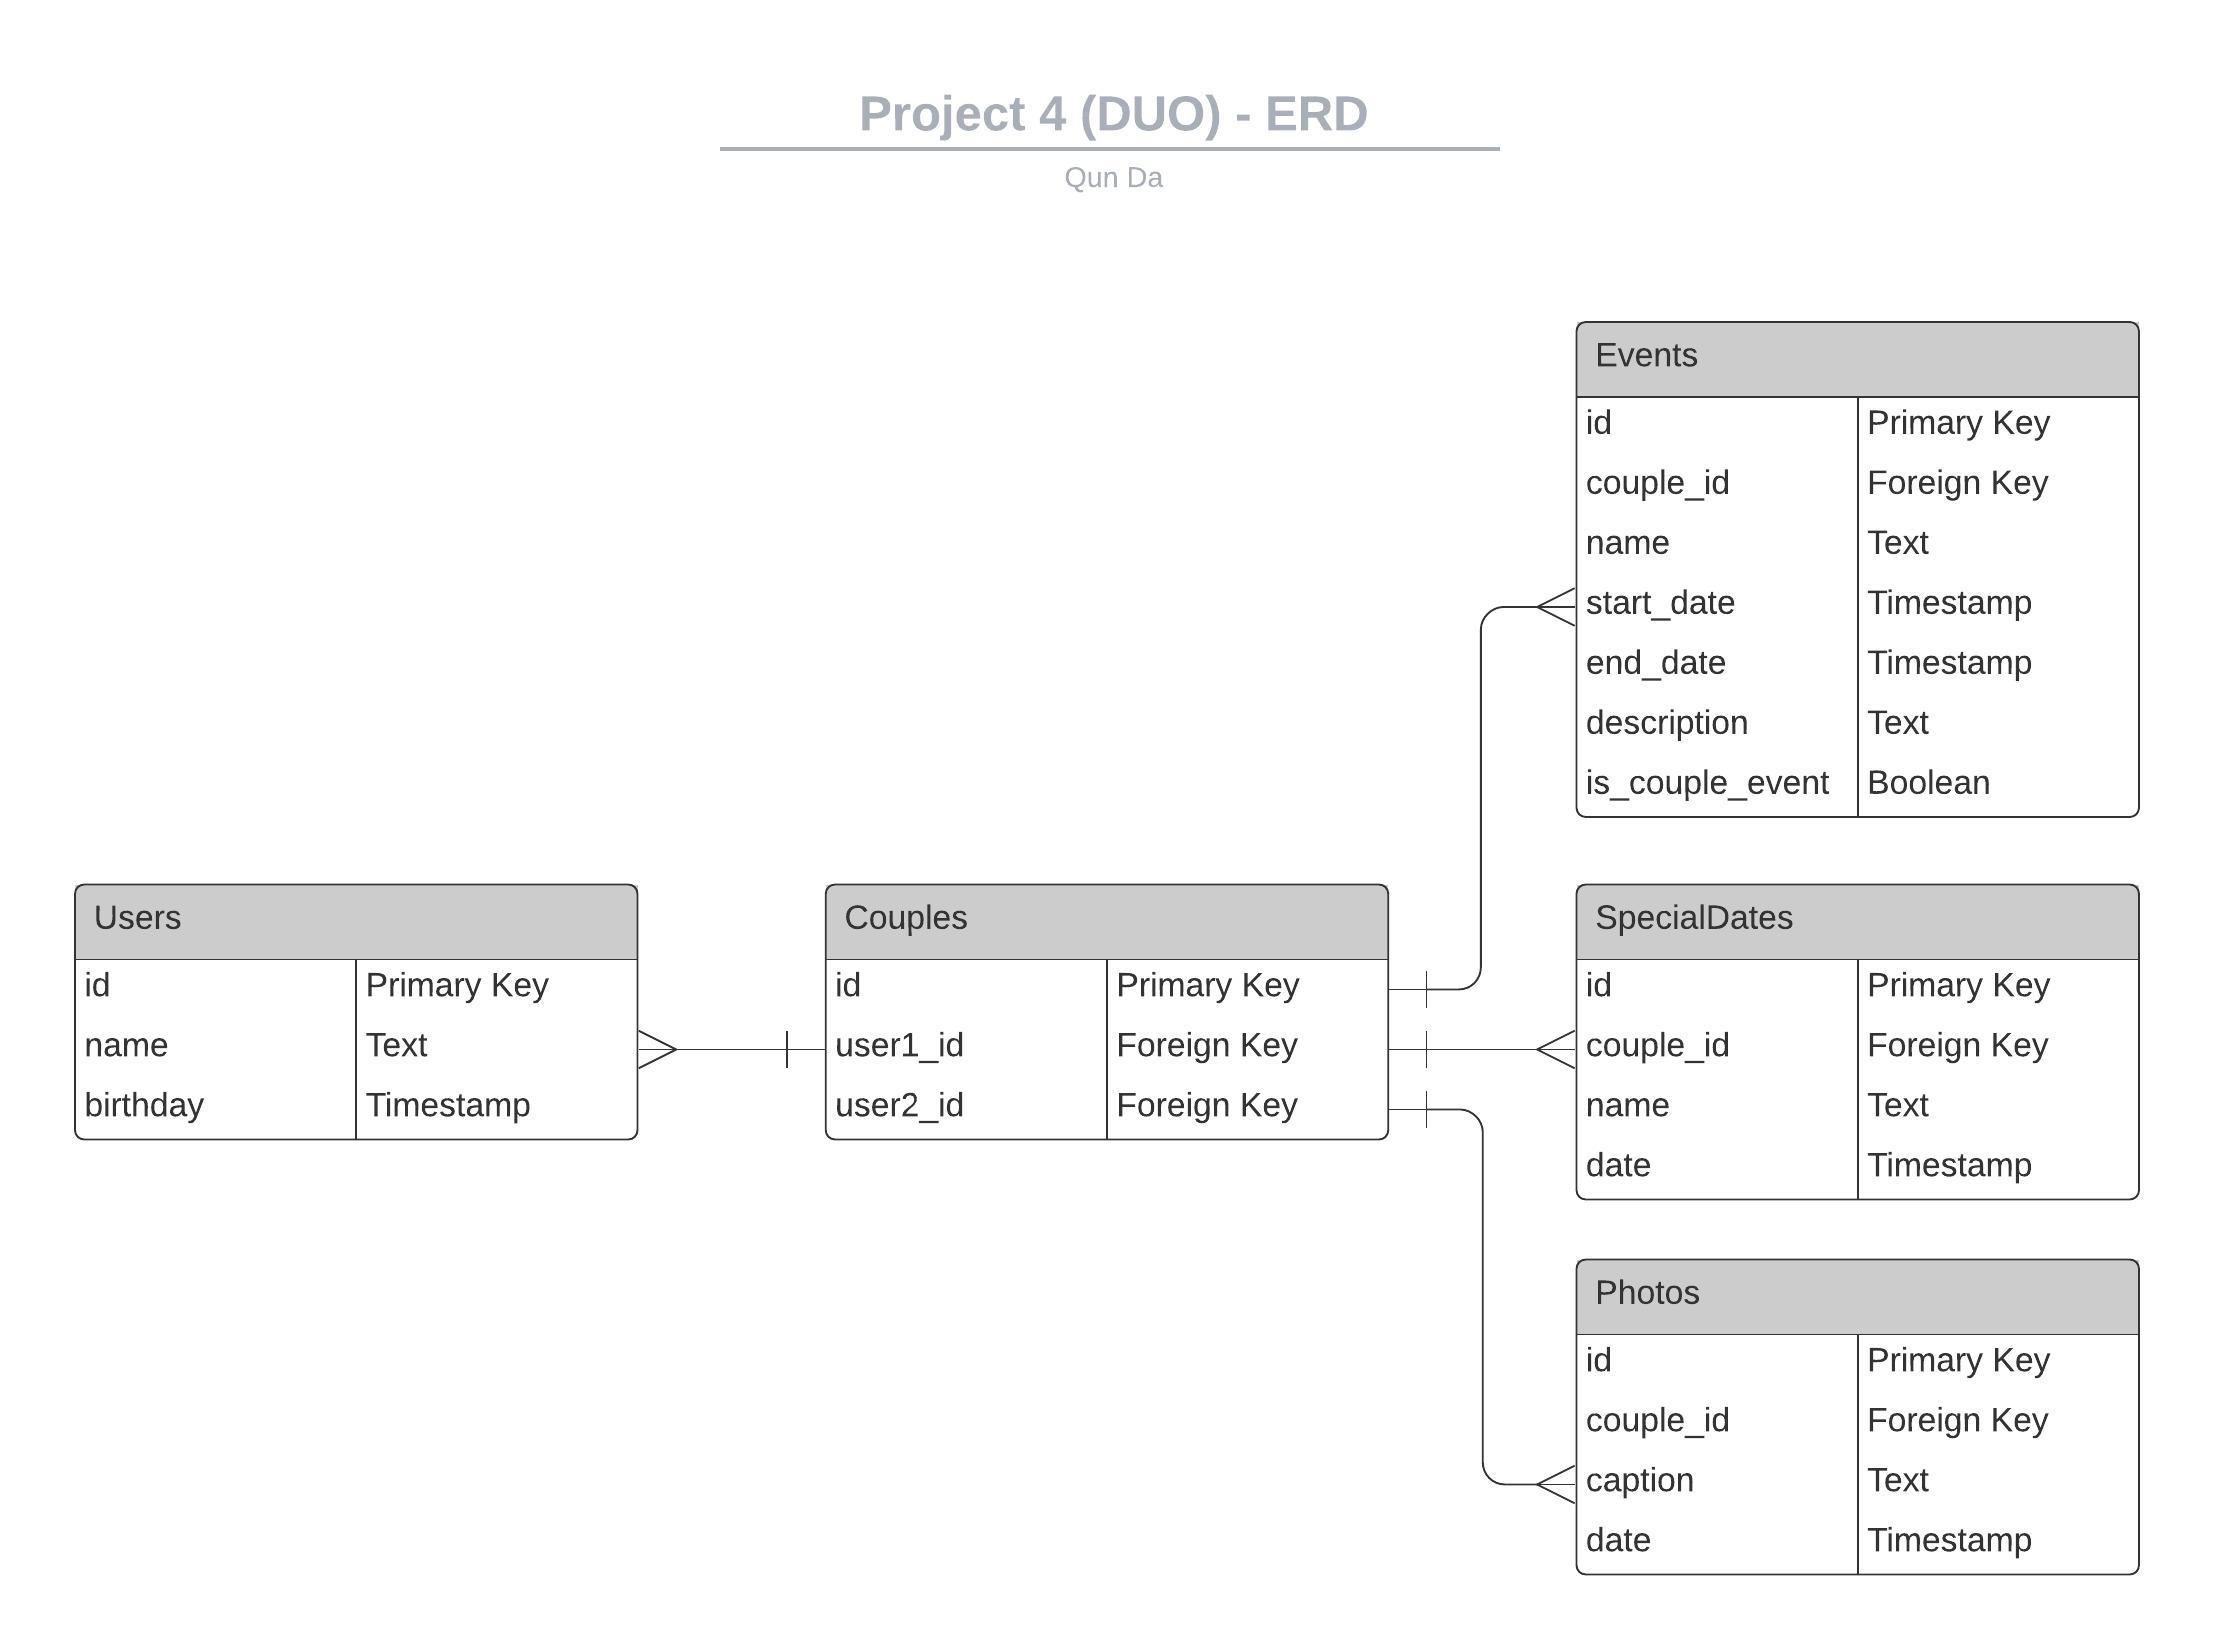 Project 4 (DUO) - ERD
Qun Da
Events
id Primary Key
couple_id Foreign Key
name Text
start_date Timestamp
end_date Timestamp
description Text
is_couple_event Boolean
Users
id Primary Key
name Text
birthday Timestamp
Couples
id Primary Key
user1_id Foreign Key
user2_id Foreign Key
SpecialDates
id Primary Key
couple_id Foreign Key
name Text
date Timestamp
Photos
id Primary Key
couple_id Foreign Key
caption Text
date Timestamp